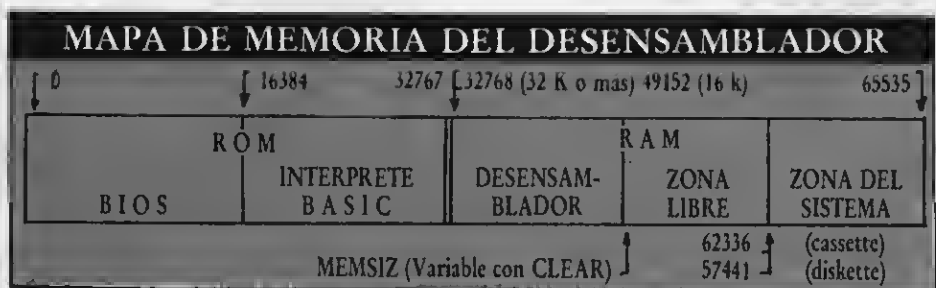 MAPA DE MEMORIA DEL DESENSAMBLADOR
0 16384 32767 32768 (32 K o más) 49152 (16 k) 65535
ROM RAM
INTERPRETE DESENSAM- ZONA ZONA DEL
BIOS BASIC BLADOR LIBRE SISTEMA
62336 (cassette)
MEMSIZ (Variable con CLEAR) 57441 (diskette)